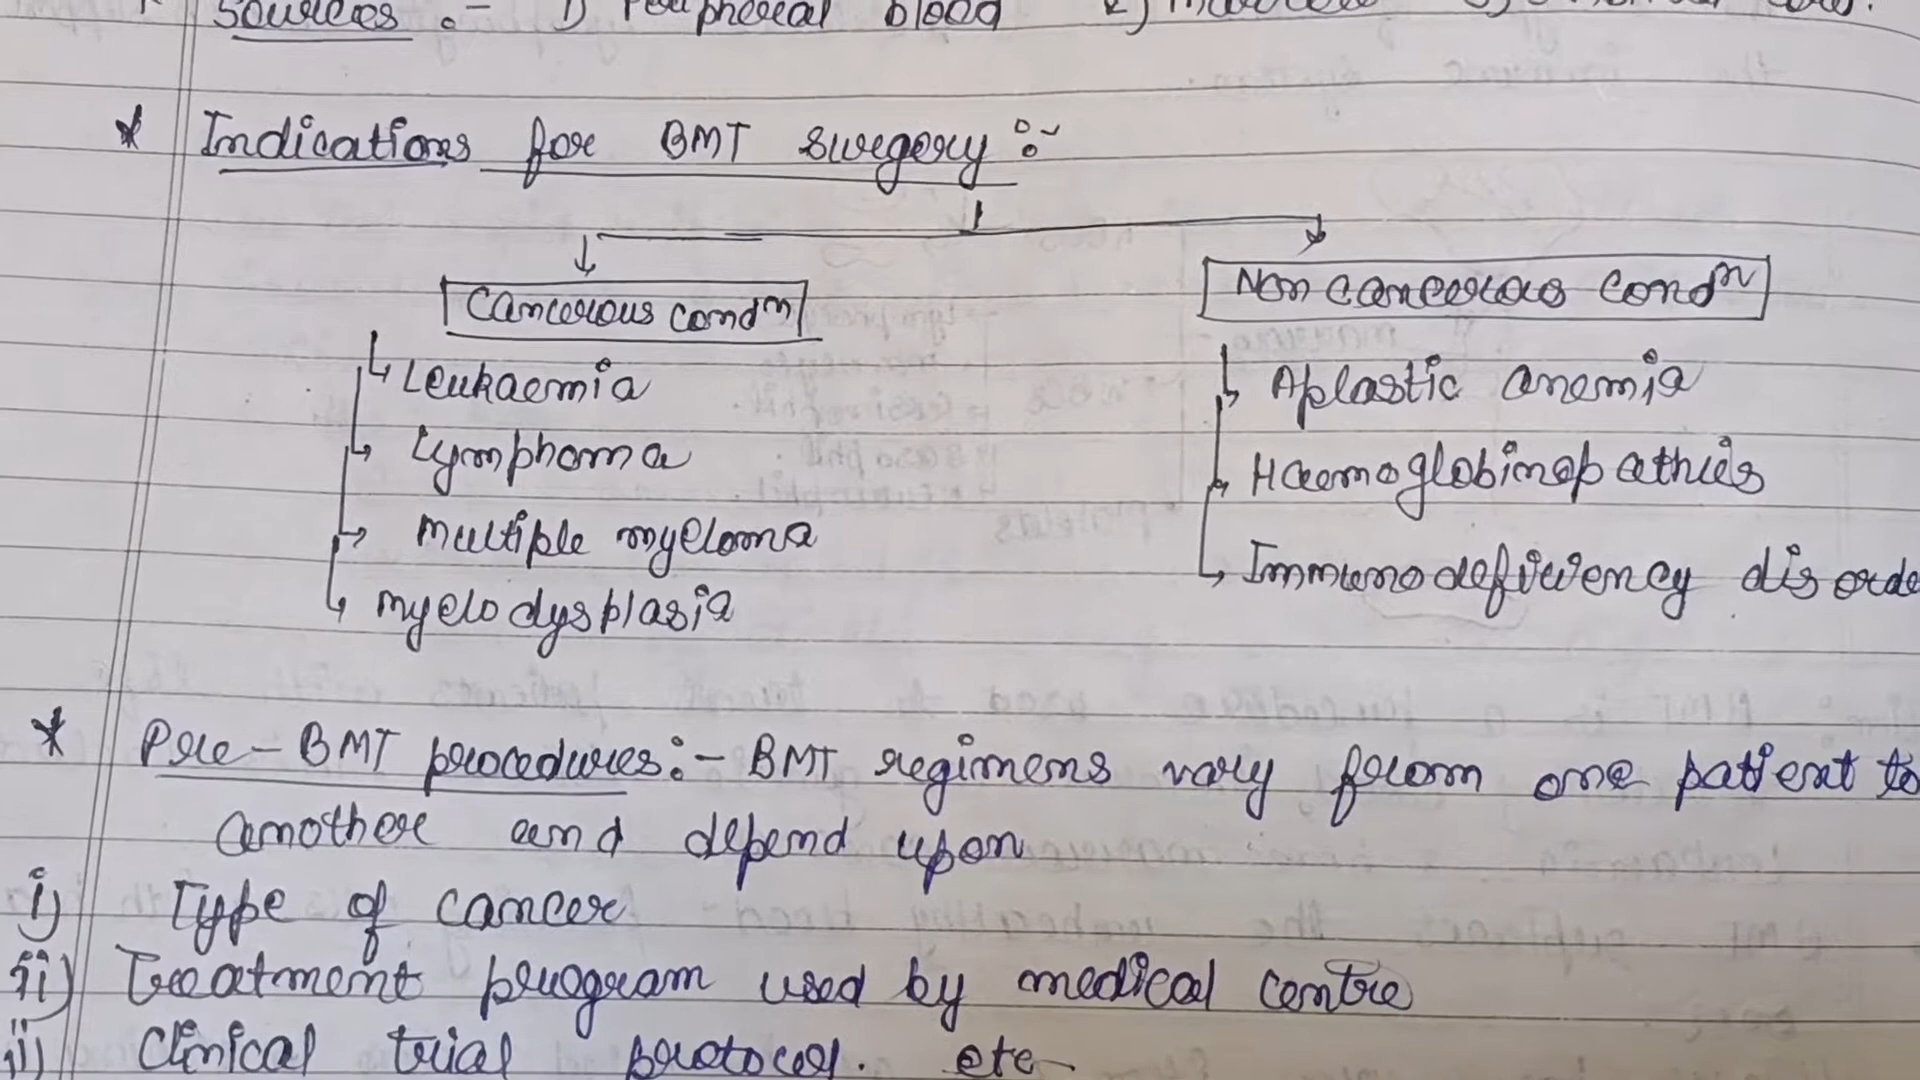 Sources :- 1) Peripheral blood 2)
* Indications for BMT surgery :-
Cancerous condn
Non cancerous condn
Leukaemia
Aplastic anemia
Lymphoma
Haemoglobinopathies
Multiple myeloma
Immunodeficiency disorde
myelodysplasia
* Pre-BMT procedures:- BMT regimens vary from one patient to
another and depend upon
i) Type of cancer
ii) Treatment program used by medical centre
iii) Clinical trial protocol. etc